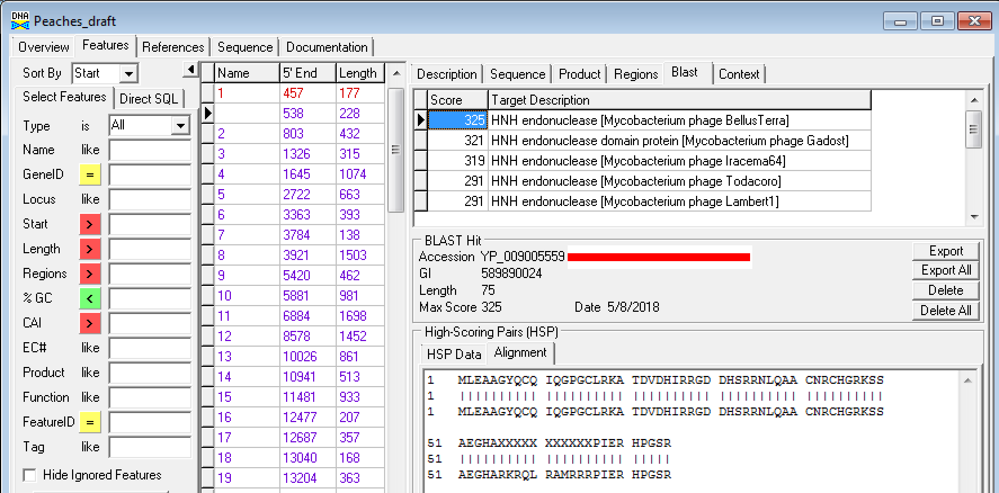 DNA
Peaches_draft
Overview Features References Sequence Documentation
Sort By Start
Select Features Direct SQL
Type is All
Name like
GeneID =
Locus like
Start >
Length >
Regions >
% GC <
CAI >
EC# like
Product like
Function like
FeatureID =
Tag like
Hide Ignored Features
Name 5' End Length
1 457 177
538 228
2 803 432
3 1326 315
4 1645 1074
5 2722 663
6 3363 393
7 3784 138
8 3921 1503
9 5420 462
10 5881 981
11 6884 1698
12 8578 1452
13 10026 861
14 10941 513
15 11481 933
16 12477 207
17 12687 357
18 13040 168
19 13204 363
Description Sequence Product Regions Blast Context
Score Target Description
325 HNH endonuclease [Mycobacterium phage BellusTerra]
321 HNH endonuclease domain protein [Mycobacterium phage Gadost]
319 HNH endonuclease [Mycobacterium phage Iracema64]
291 HNH endonuclease [Mycobacterium phage Todacoro]
291 HNH endonuclease [Mycobacterium phage Lambert1]
BLAST Hit
Accession YP_009005559
GI 589890024
Length 75
Max Score 325 Date 5/8/2018
Export
Export All
Delete
Delete All
High-Scoring Pairs (HSP)
HSP Data Alignment
1 MLEAAGYQCQ IQGPGCLRKA TDVDHIRRGD DHSRRNLQAA CNRCHGRKSS
1 |||||||||| |||||||||| |||||||||| |||||||||| ||||||||||
1 MLEAAGYQCQ IQGPGCLRKA TDVDHIRRGD DHSRRNLQAA CNRCHGRKSS
51 AEGHAXXXXX XXXXXXPIER HPGSR
51 |||||||||| |||||||||| |||||
51 AEGHARKRQL RAMRRRPIER HPGSR